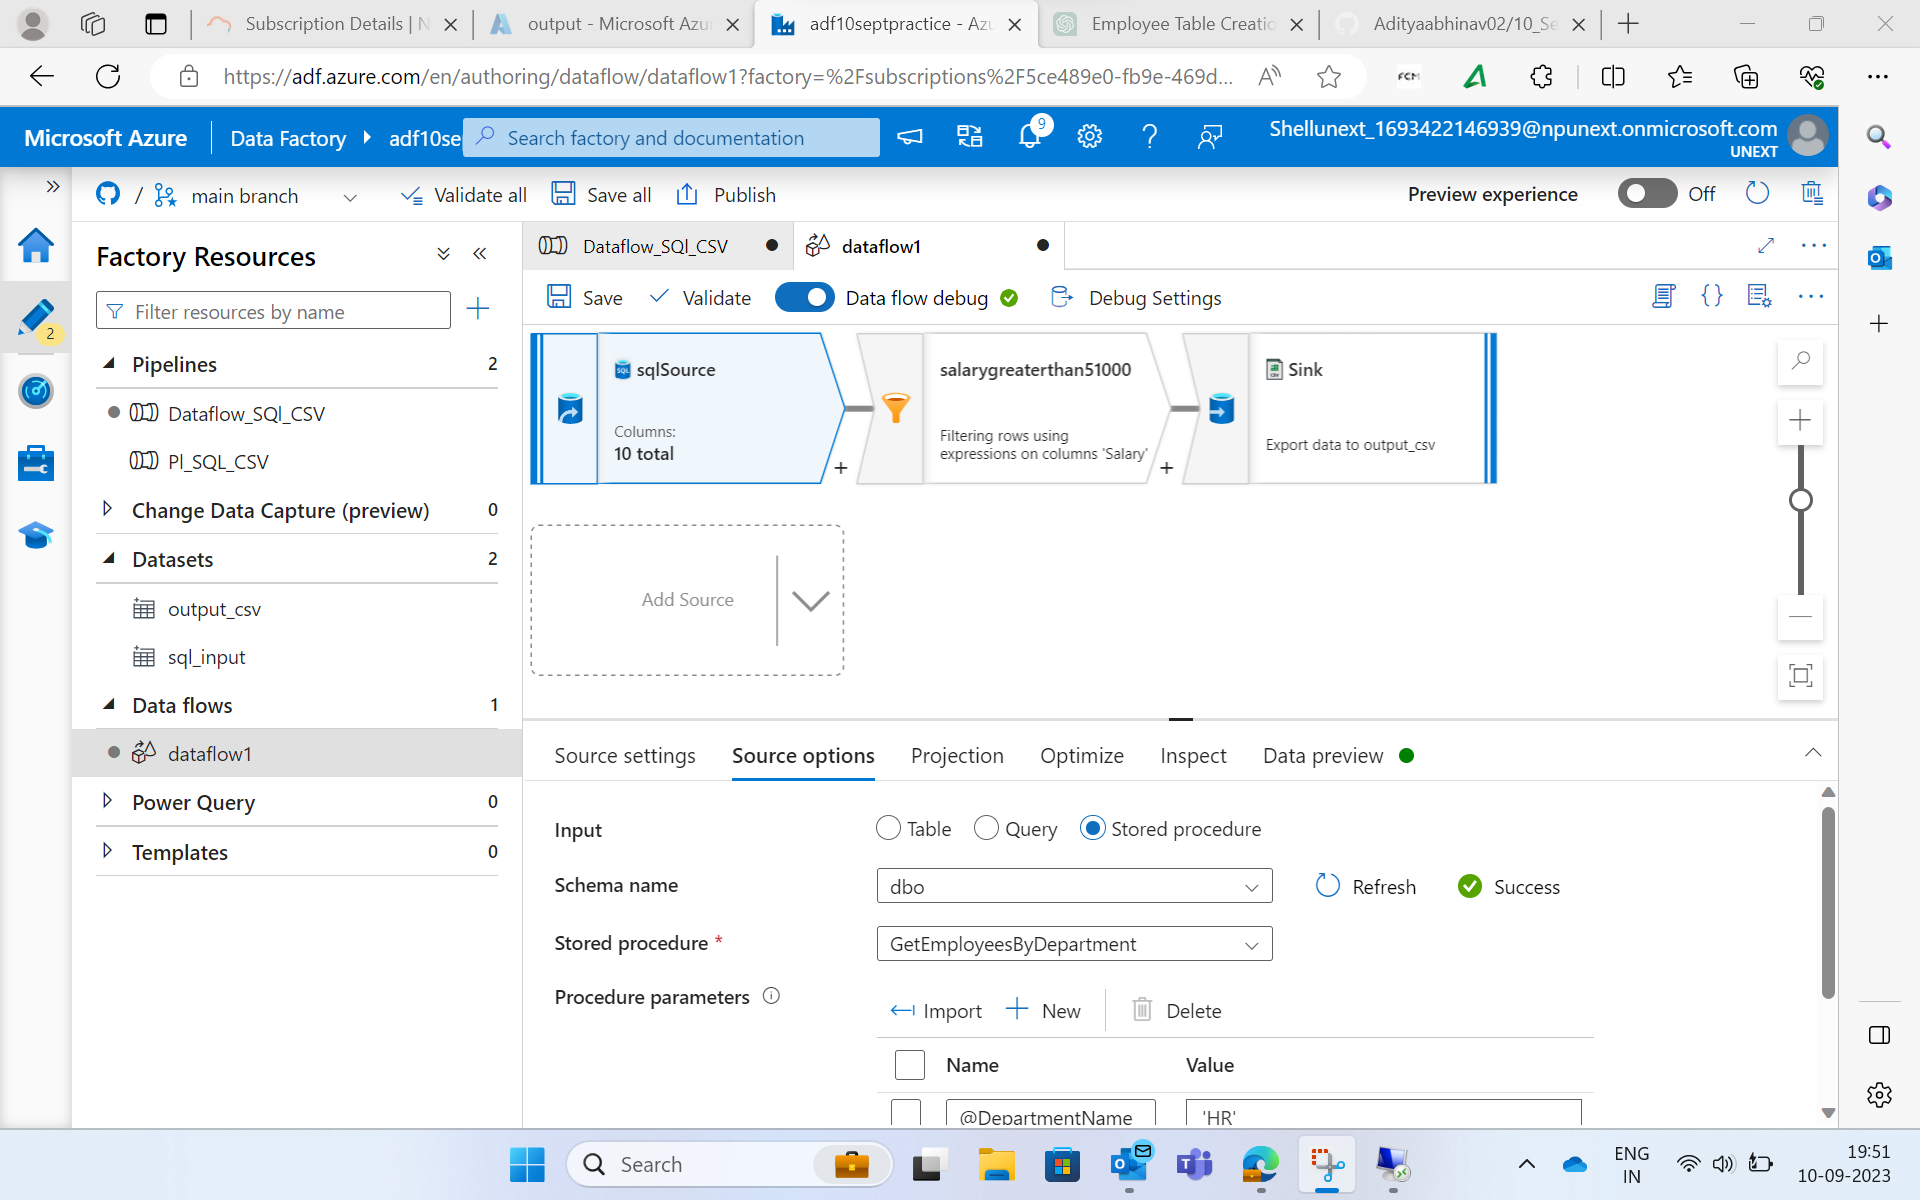 Subscription Details | N
output - Microsoft Azu
adf10septpractice - Azu
Employee Table Creatio
Adityaabhinav02/10_Se
https://adf.azure.com/en/authoring/dataflow/dataflow1?factory=%2Fsubscriptions%2F5ce489e0-fb9e-469d...
FCM
Microsoft Azure
Data Factory
adf10se
Search factory and documentation
9
Shellunext_1693422146939@npunext.onmicrosoft.com
UNEXT
/ main branch
Validate all
Save all
Publish
Preview experience
Off
2
Factory Resources
Filter resources by name
Pipelines 2
Dataflow_SQl_CSV
Pl_SQL_CSV
Change Data Capture (preview) 0
Datasets 2
output_csv
sql_input
Data flows 1
dataflow1
Power Query 0
Templates 0
Dataflow_SQl_CSV
dataflow1
Save
Validate
Data flow debug
Debug Settings
SQL sqlSource
Columns:
10 total
+
salarygreaterthan51000
Filtering rows using
expressions on columns 'Salary'
+
Sink
Export data to output_csv
Add Source
Source settings
Source options
Projection
Optimize
Inspect
Data preview
Input
Table
Query
Stored procedure
Schema name
dbo
Refresh
Success
Stored procedure *
GetEmployeesByDepartment
Procedure parameters
Import
New
Delete
Name
Value
@DepartmentName
'HR'
Search
ENG
IN
19:51
10-09-2023